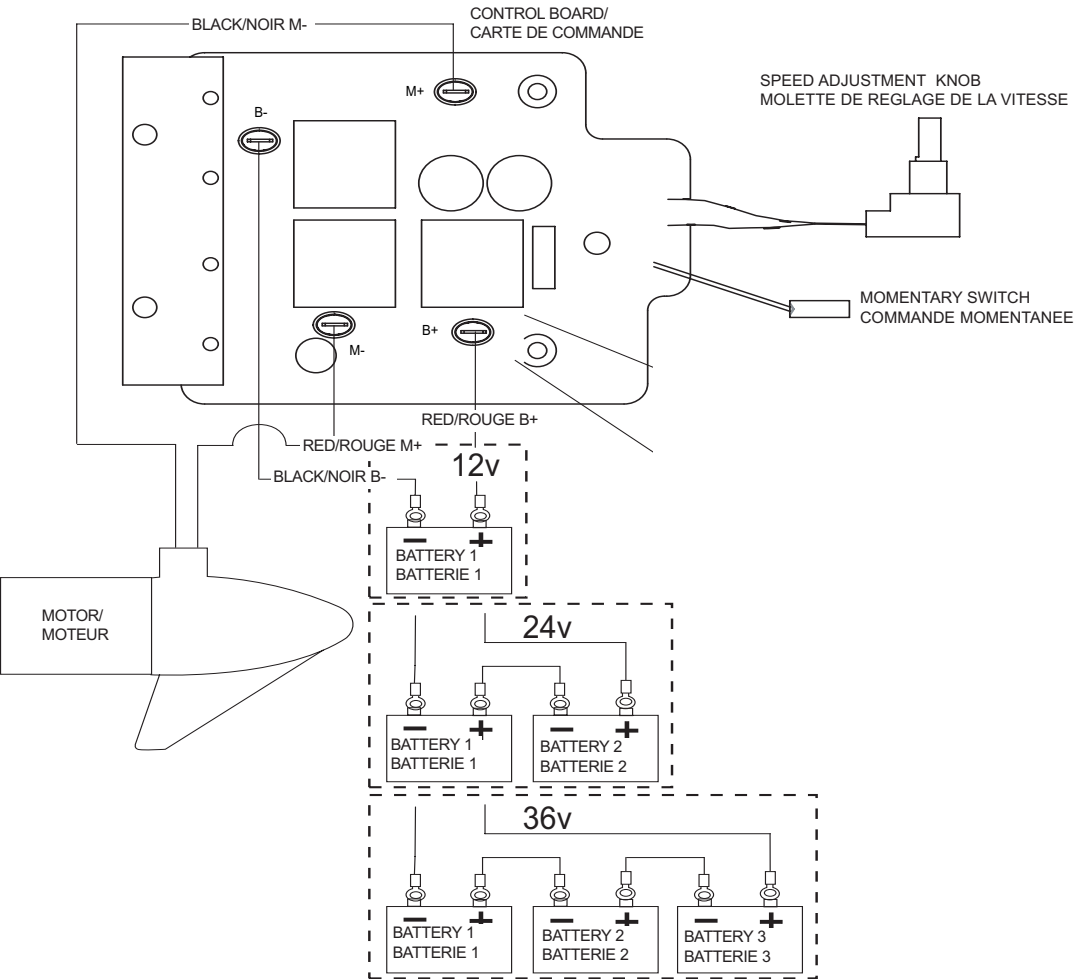 BLACK/NOIR M-
CONTROL BOARD/
CARTE DE COMMANDE
SPEED ADJUSTMENT KNOB
MOLETTE DE REGLAGE DE LA VITESSE
M+
B-
MOMENTARY SWITCH
COMMANDE MOMENTANEE
B+
M-
RED/ROUGE B+
RED/ROUGE M+
BLACK/NOIR B-
12v
BATTERY 1
BATTERIE 1
MOTOR/
MOTEUR
24v
BATTERY 1
BATTERIE 1
BATTERY 2
BATTERIE 2
36v
BATTERY 1
BATTERIE 1
BATTERY 2
BATTERIE 2
BATTERY 3
BATTERIE 3